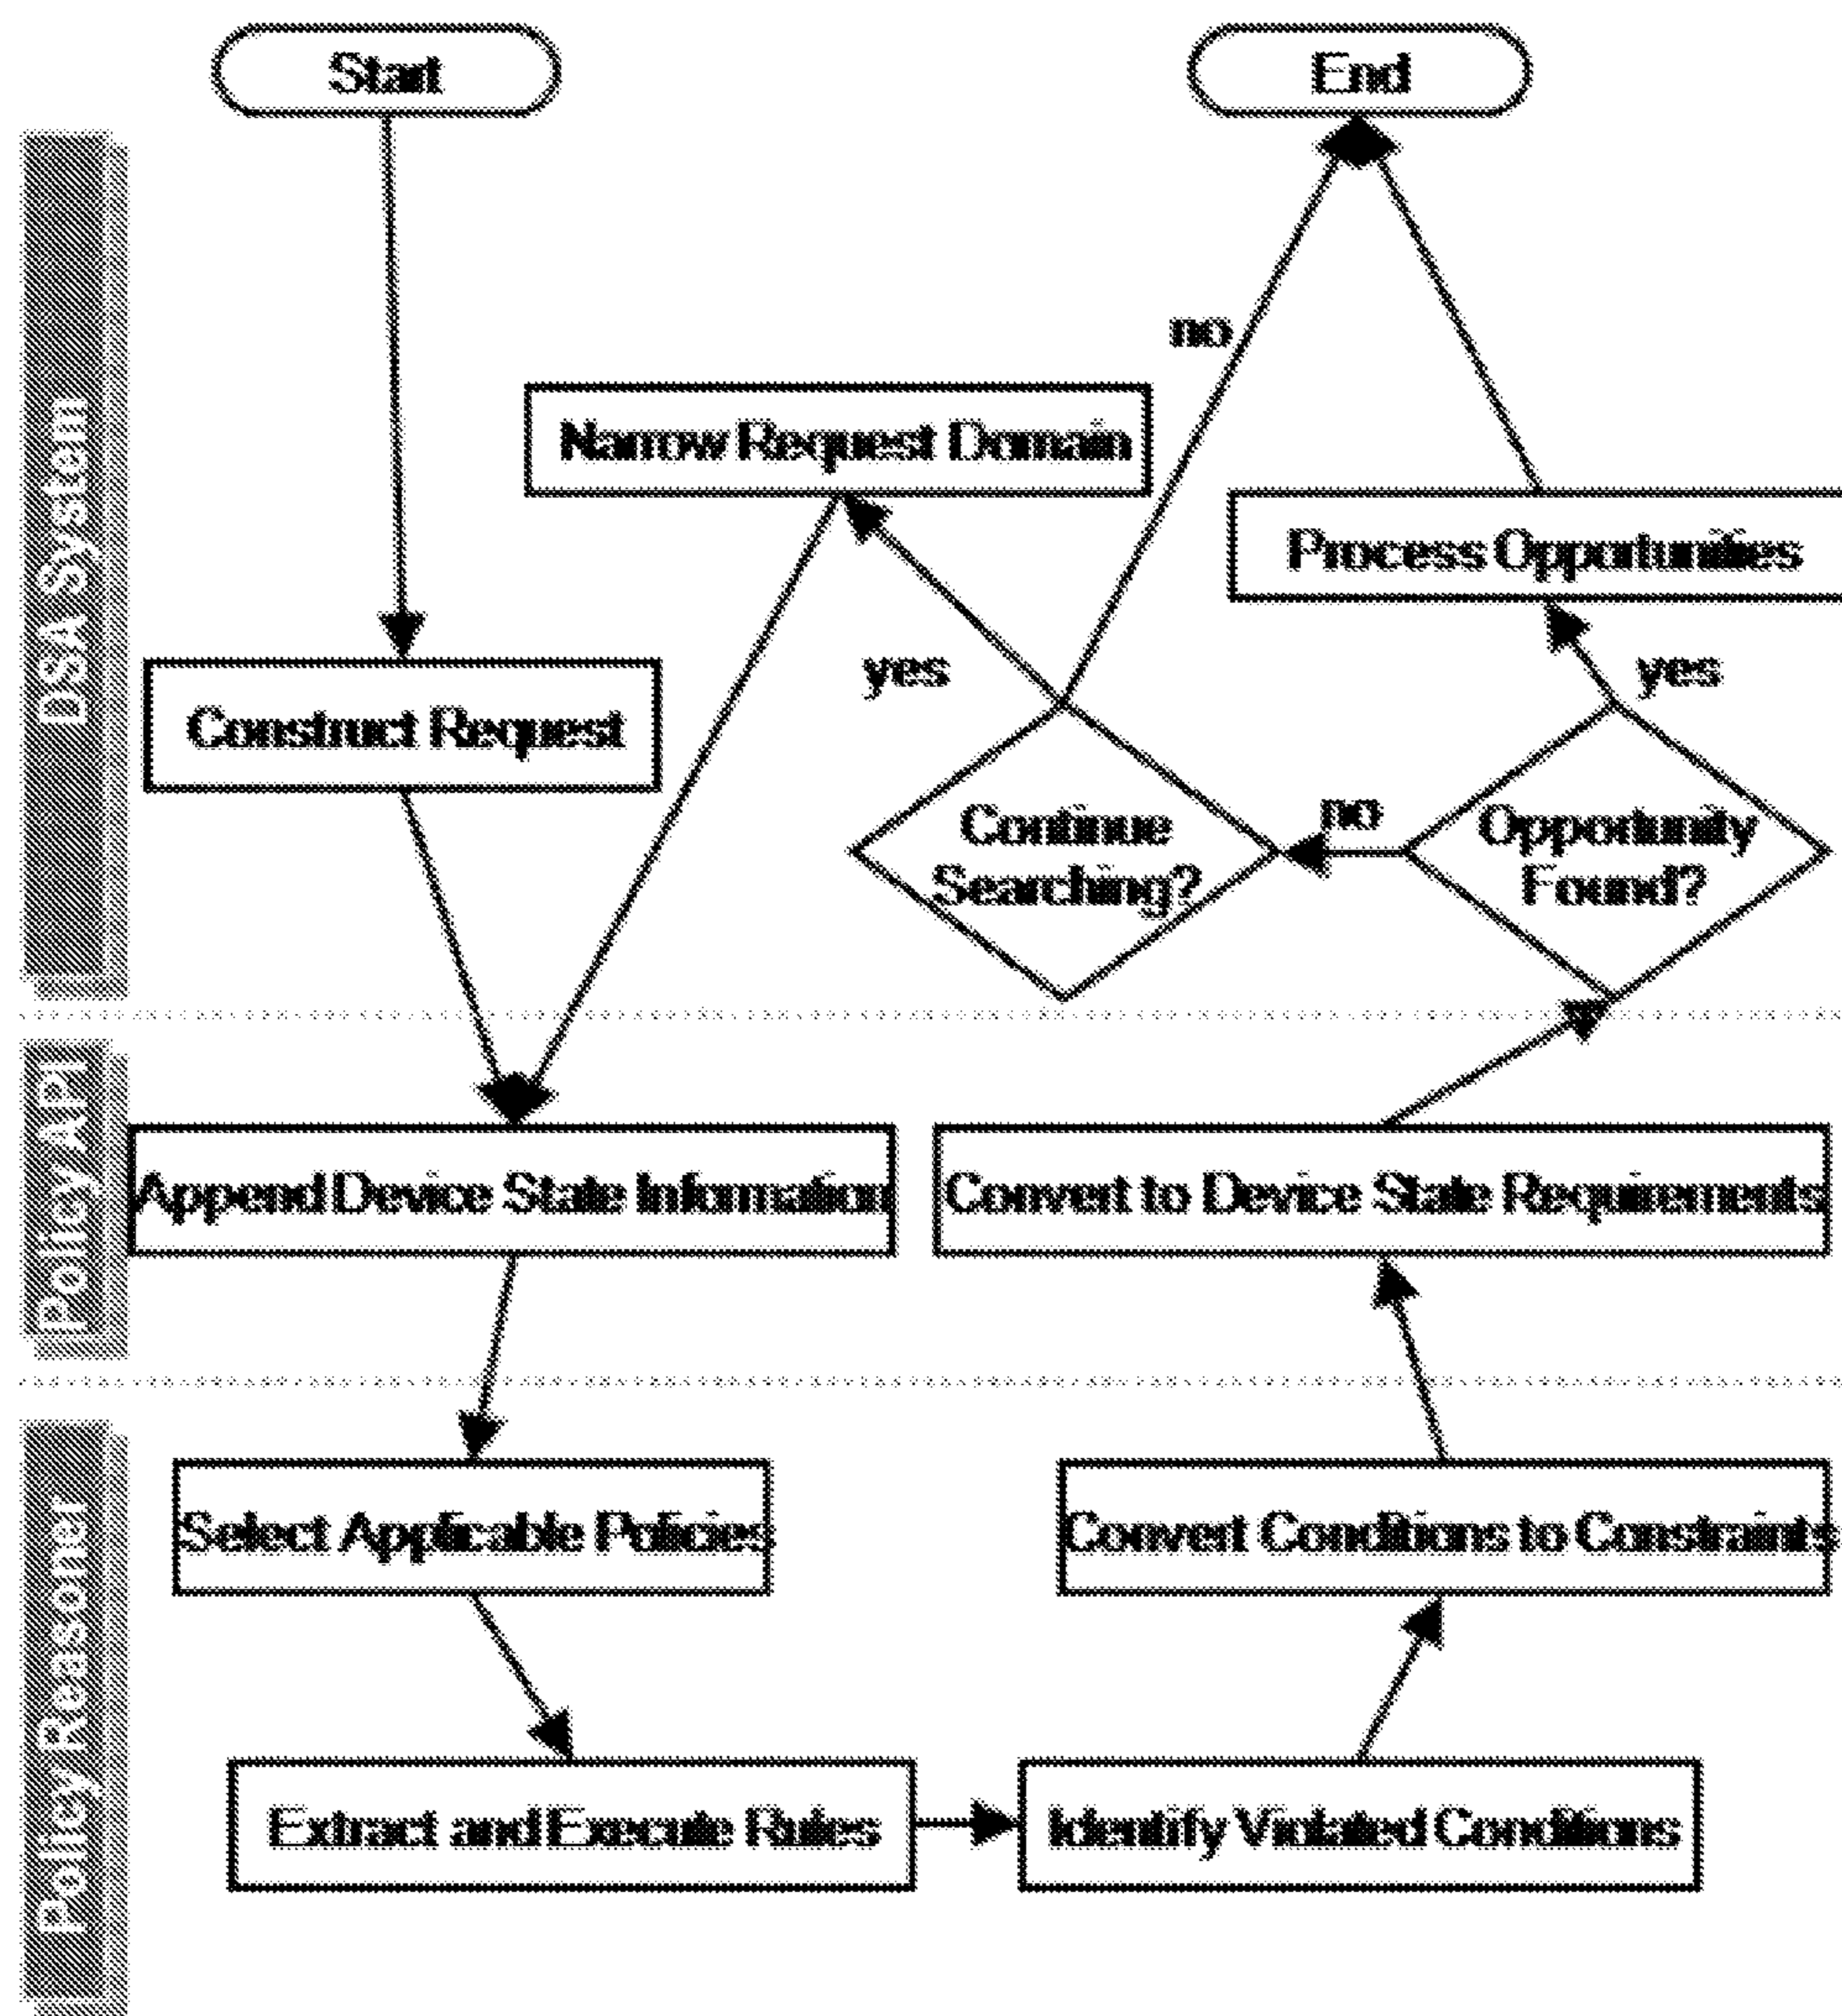 Start
End
no
Narrow Request Domain
Process Opportunities
yes
yes
Construct Request
Continue
Searching?
no
Opportunity
Found?
DSA System
Append Device State Information
Convert to Device State Requirements
Policy API
Select Applicable Policies
Convert Conditions to Constraints
Extract and Execute Rules
Identify Violated Conditions
Policy Reasoner